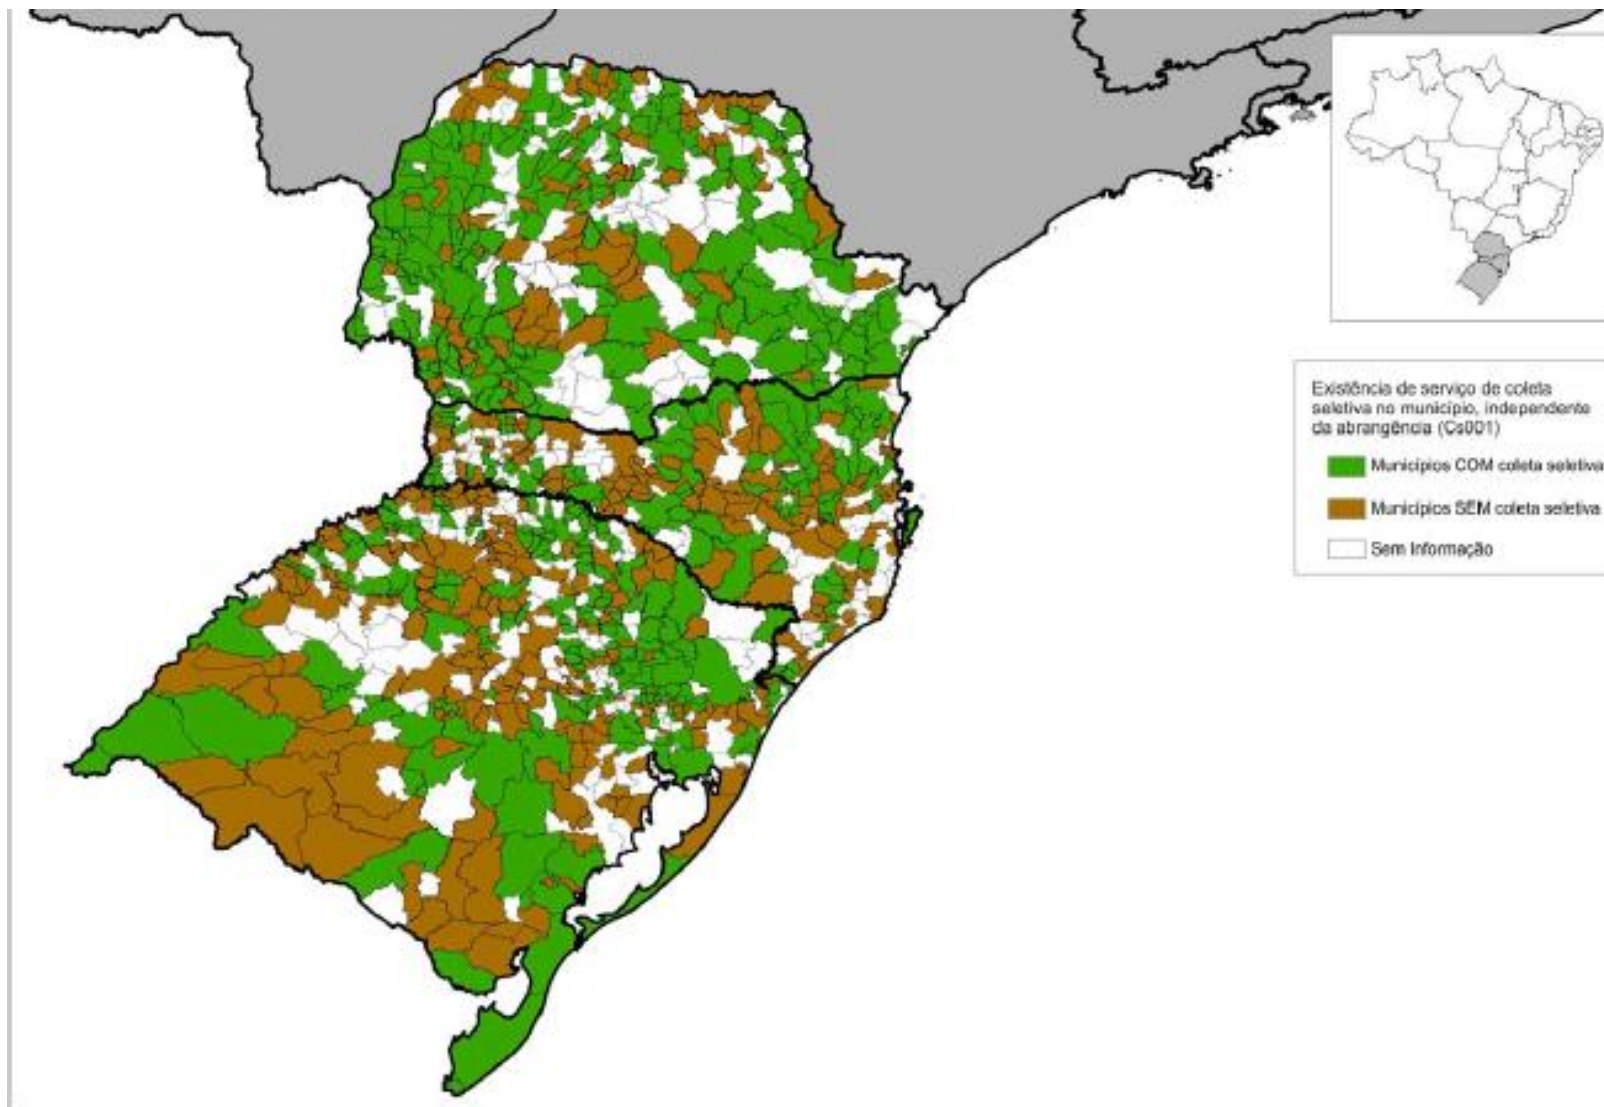 Existência de serviço de coleta
seletiva no município, independente
da abrangência (Cs001)
Municípios COM coleta seletiva
Municípios SEM coleta seletiva
Sem Informação